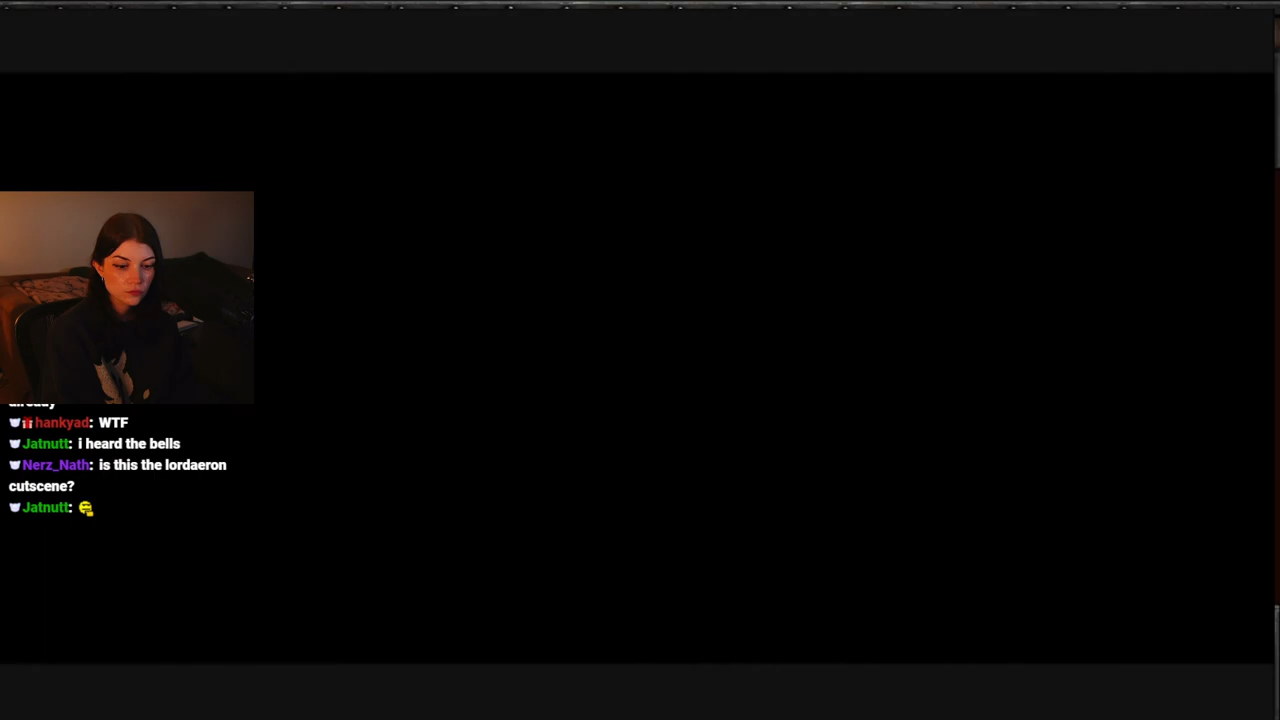 hankyad: WTF
Jatnutt: i heard the bells
Nerz_Nath: is this the lordaeron
cutscene?
Jatnutt: